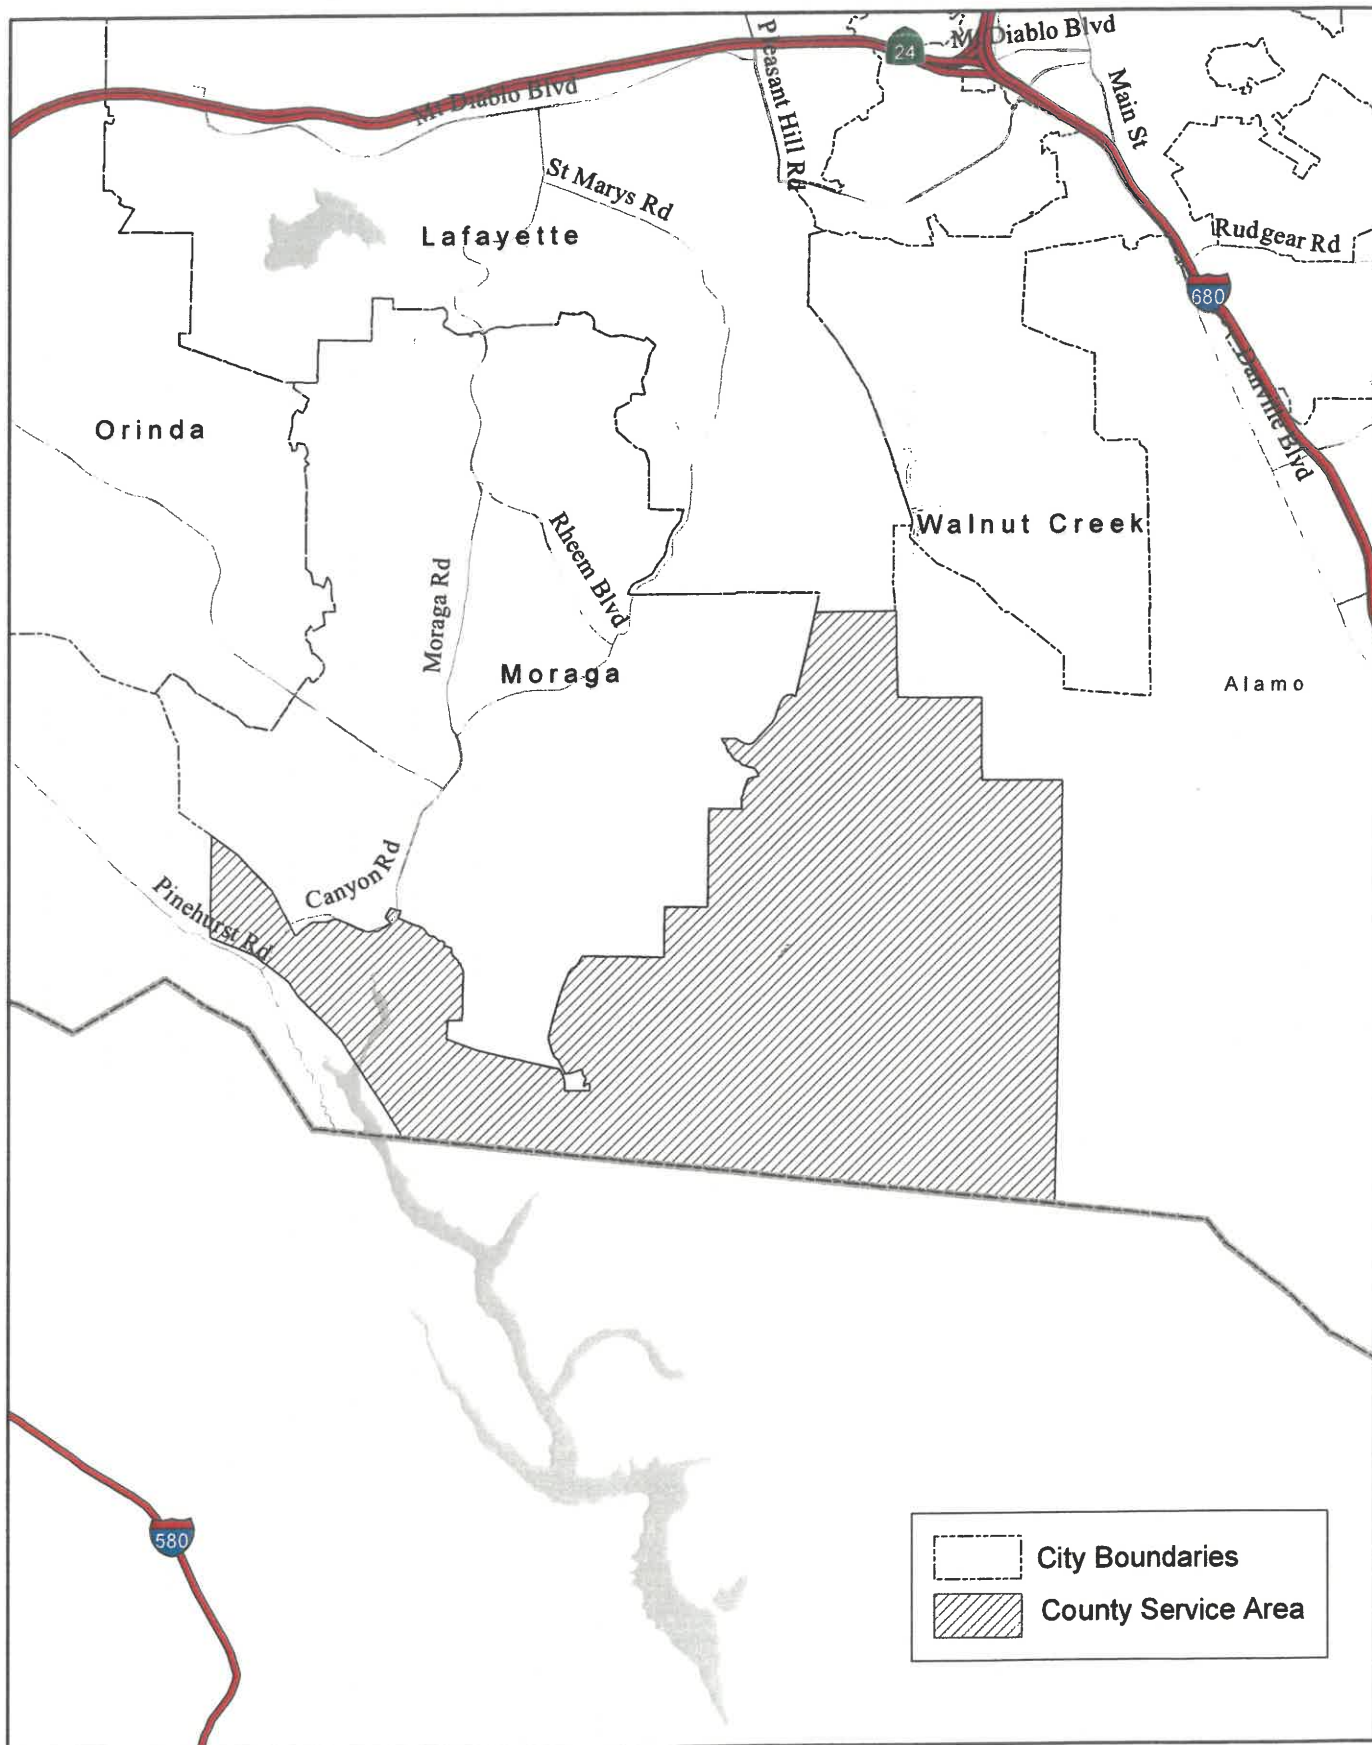 24
Mt Diablo Blvd
Mt Diablo Blvd
Pleasant Hill Rd
Main St
St Marys Rd
Lafayette
Rudgear Rd
680
Danville Blvd
Orinda
Walnut Creek
Rheem Blvd
Moraga Rd
Moraga
Alamo
Canyon Rd
Pinehurst Rd
580
City Boundaries
County Service Area